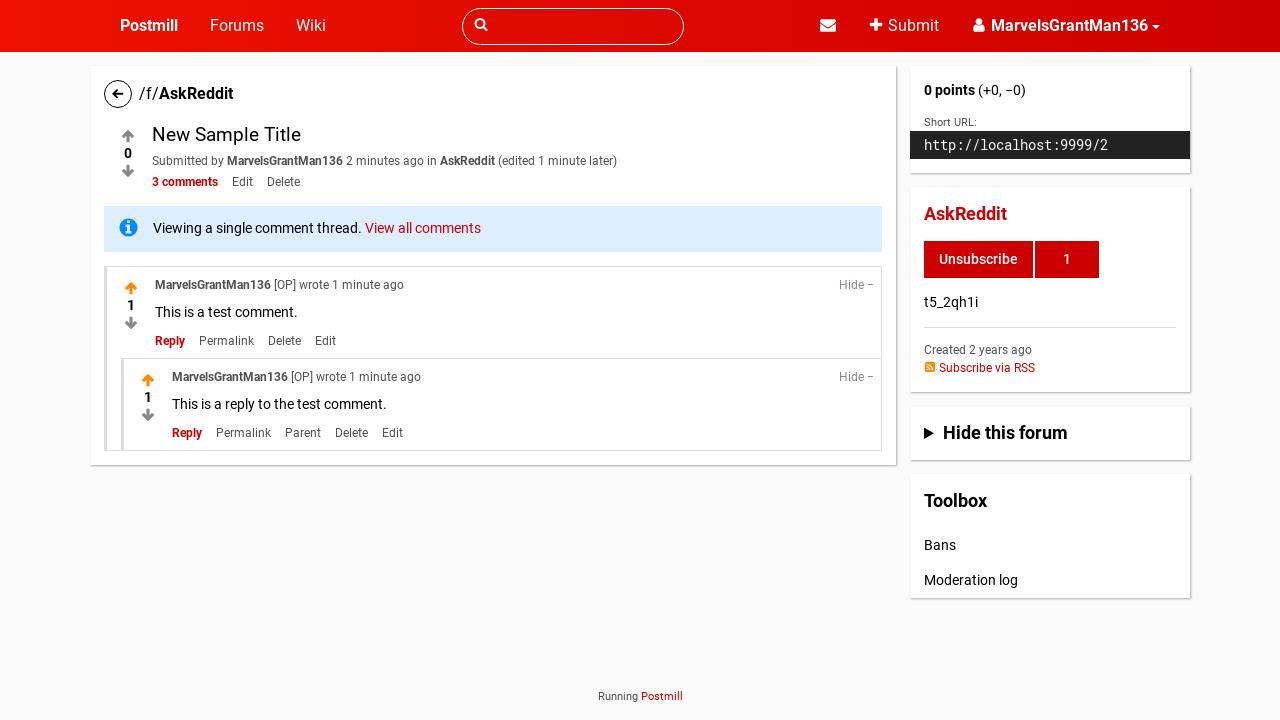 Postmill Forums Wiki Submit MarvelsGrantMan136
/f/AskReddit
New Sample Title
0
Submitted by MarvelsGrantMan136 2 minutes ago in AskReddit (edited 1 minute later)
3 comments Edit Delete
Viewing a single comment thread. View all comments
MarvelsGrantMan136 [OP] wrote 1 minute ago Hide −
1
This is a test comment.
Reply Permalink Delete Edit
MarvelsGrantMan136 [OP] wrote 1 minute ago Hide −
1
This is a reply to the test comment.
Reply Permalink Parent Delete Edit
0 points (+0, −0)
Short URL:
http://localhost:9999/2
AskReddit
Unsubscribe 1
t5_2qh1i
Created 2 years ago
Subscribe via RSS
Hide this forum
Toolbox
Bans
Moderation log
Running Postmill